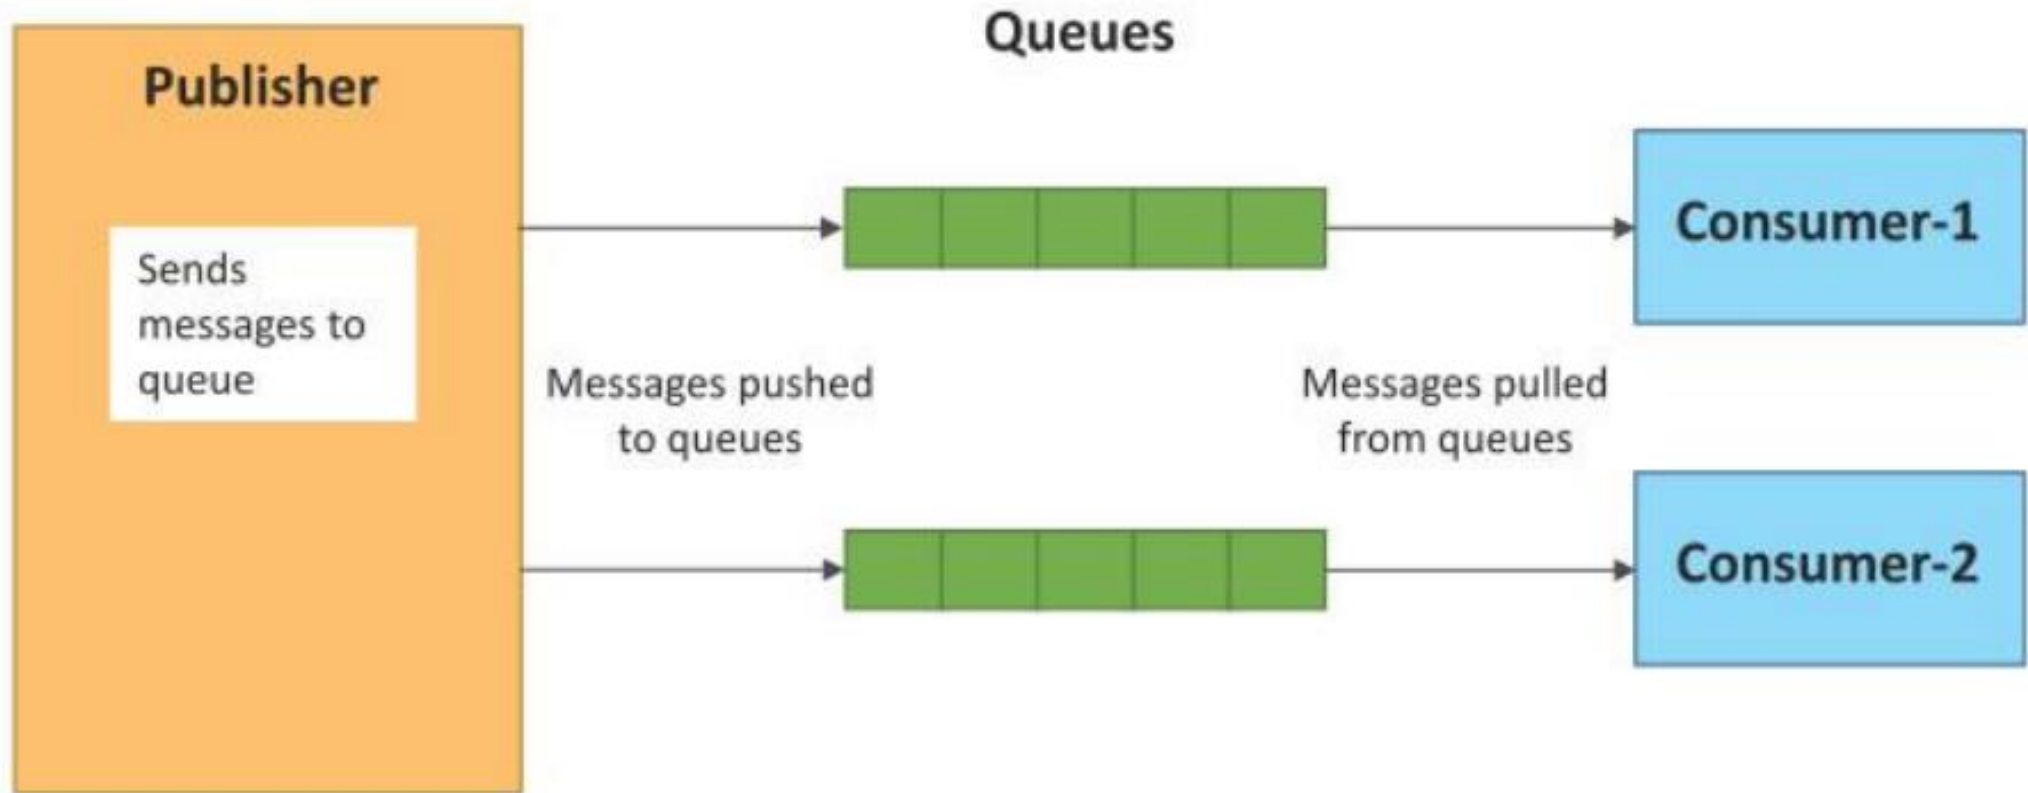 Queues
Publisher
Sends
messages to
queue
Messages pushed
to queues
Messages pulled
from queues
Consumer-1
Consumer-2